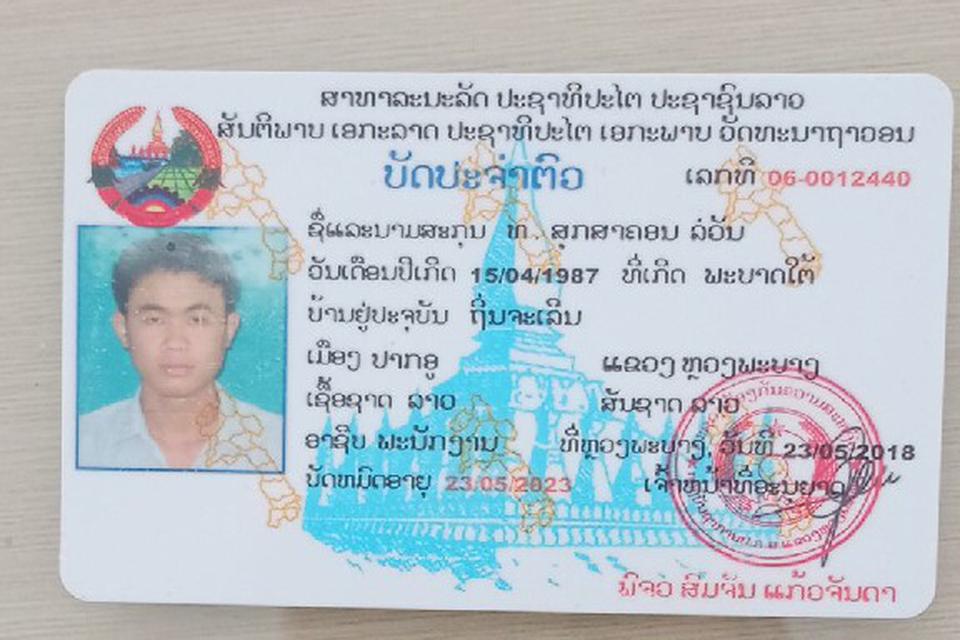 ສາທາລະນະລັດ ປະຊາທິປະໄຕ ປະຊາຊົນລາວ
ສັນຕິພາບ ເອກະລາດ ປະຊາທິປະໄຕ ເອກະພາບ ວັດທະນາຖາວອນ
ບັດປະຈຳຕົວ
ເລກທີ 06-0012440
ຊື່ແລະນາມສະກຸນ ທ. ສຸກສາຄອນ ລໍວັນ
ວັນເດືອນປີເກີດ 15/04/1987 ທີ່ເກີດ ພະບາດໃຕ້
ບ້ານຢູ່ປະຈຸບັນ ຖິ່ນຈະເລີນ
ເມືອງ ປາກອູ ແຂວງ ຫຼວງພະບາງ
ເຊື້ອຊາດ ລາວ ສັນຊາດ ລາວ
ອາຊີບ ພະນັກງານ ທີ່ຫຼວງພະບາງ, ວັນທີ 23/05/2018
ບັດຫມົດອາຍຸ 23/05/2023 ເຈົ້າຫນ້າທີ່ອະນຸຍາດ
ພັຈວ ສີມຈັນ ແກ້ວຈັນດາ